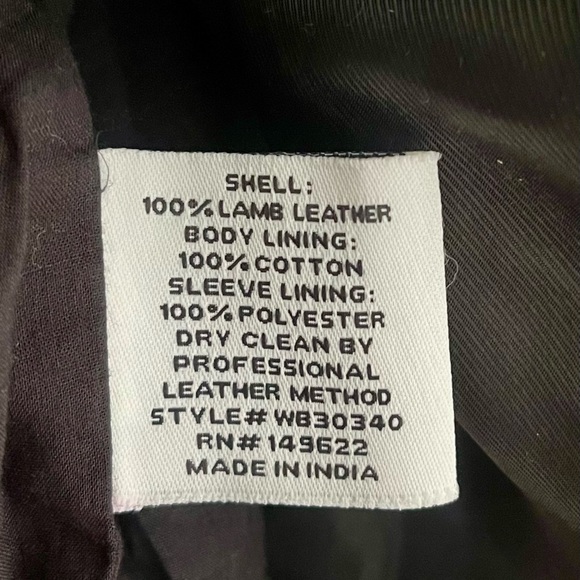 SHELL:
100% LAMB LEATHER
BODY LINING:
100% COTTON
SLEEVE LINING:
100% POLYESTER
DRY CLEAN BY
PROFESSIONAL
LEATHER METHOD
STYLE# WB30340
RN# 149622
MADE IN INDIA